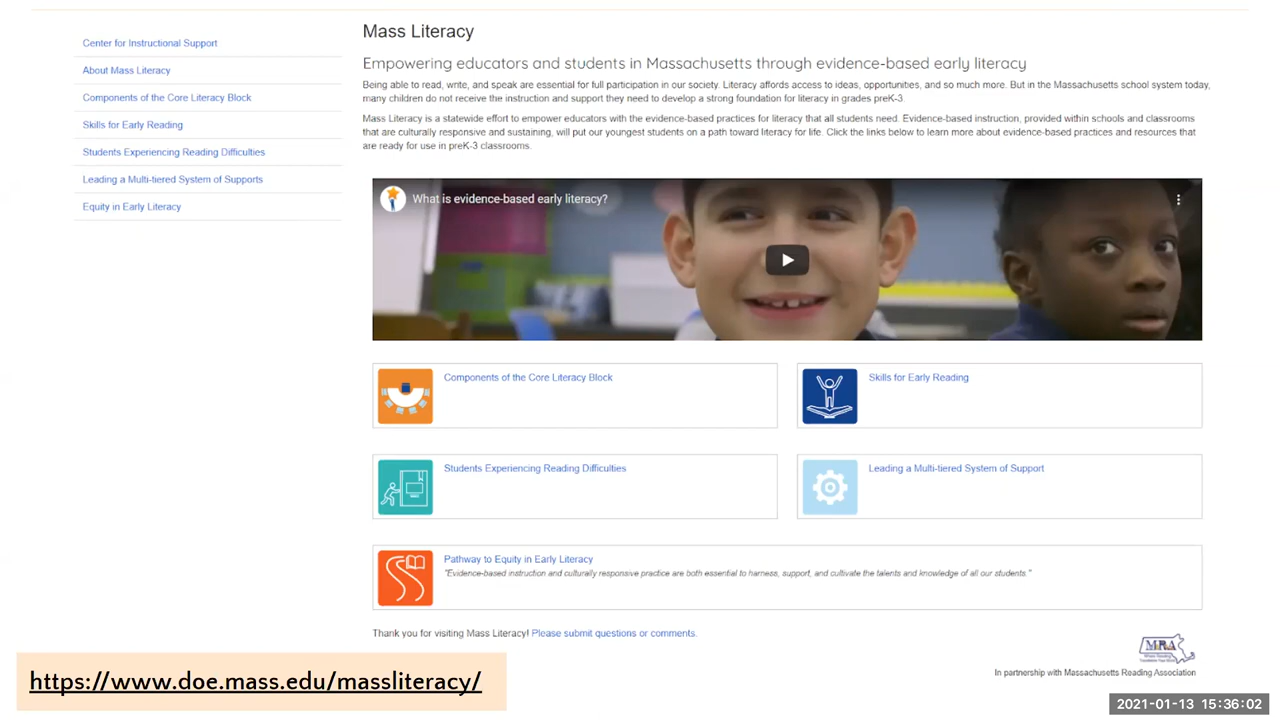 Center for Instructional Support
About Mass Literacy
Components of the Core Literacy Block
Skills for Early Reading
Students Experiencing Reading Difficulties
Leading a Multi-tiered System of Supports
Equity in Early Literacy
Mass Literacy
Empowering educators and students in Massachusetts through evidence-based early literacy
Being able to read, write, and speak are essential for full participation in our society. Literacy affords access to ideas, opportunities, and so much more. But in the Massachusetts school system today,
many children do not receive the instruction and support they need to develop a strong foundation for literacy in grades preK-3.
Mass Literacy is a statewide effort to empower educators with the evidence-based practices for literacy that all students need. Evidence-based instruction, provided within schools and classrooms
that are culturally responsive and sustaining, will put our youngest students on a path toward literacy for life. Click the links below to learn more about evidence-based practices and resources that
are ready for use in preK-3 classrooms.
What is evidence-based early literacy?
Components of the Core Literacy Block
Skills for Early Reading
Students Experiencing Reading Difficulties
Leading a Multi-tiered System of Support
Pathway to Equity in Early Literacy
"Evidence-based instruction and culturally responsive practice are both essential to harness, support, and cultivate the talents and knowledge of all our students."
Thank you for visiting Mass Literacy! Please submit questions or comments.
MRA
In partnership with Massachusetts Reading Association
https://www.doe.mass.edu/massliteracy/
2021-01-13 15:36:02